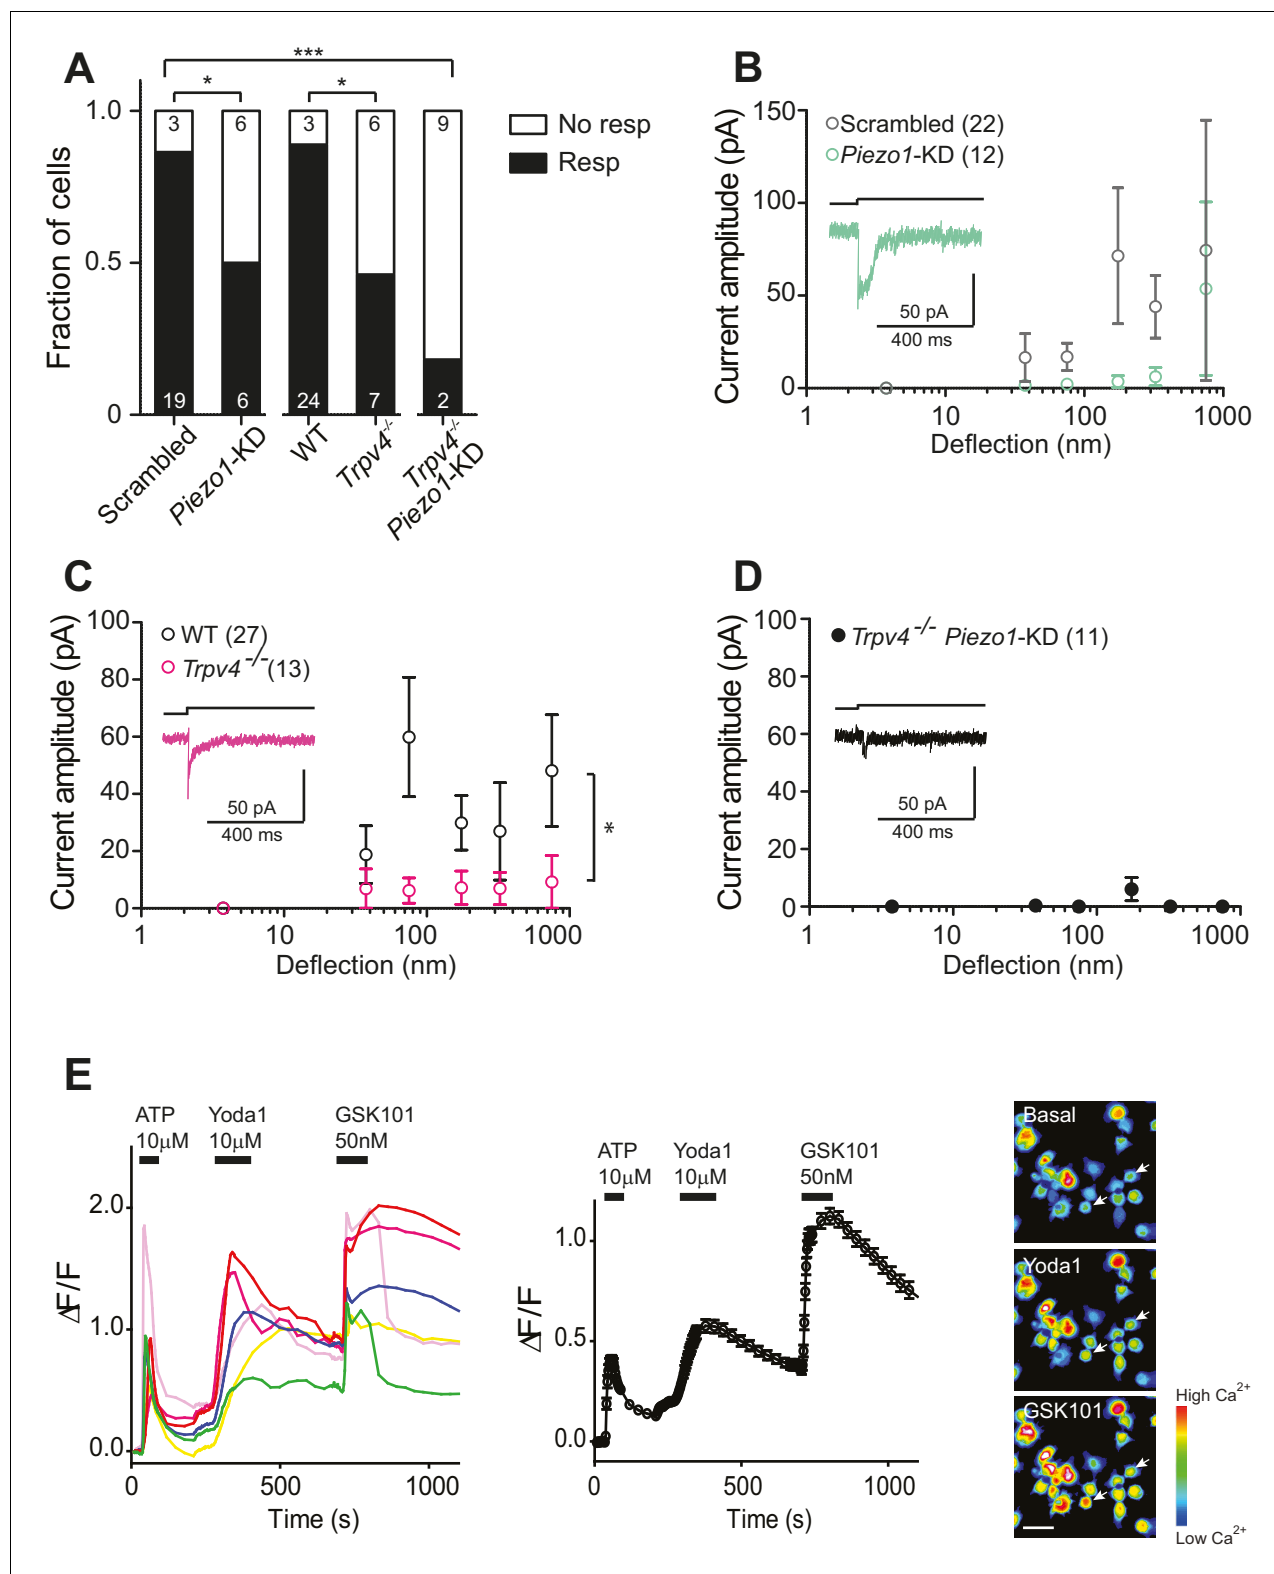 A
***
*
*
1.0
0.5
0
Fraction of cells
3
6
3
6
9
19
6
24
7
2
Scrambled
Piezo1-KD
WT
Trpv4-/-
Trpv4-/-
Piezo1-KD
No resp
Resp
B
Current amplitude (pA)
150
100
50
0
Scrambled (22)
Piezo1-KD (12)
50 pA
400 ms
1
10
100
1000
Deflection (nm)
C
Current amplitude (pA)
100
80
60
40
20
0
WT (27)
Trpv4-/-(13)
50 pA
400 ms
*
1
10
100
1000
Deflection (nm)
D
Current amplitude (pA)
100
80
60
40
20
0
Trpv4-/- Piezo1-KD (11)
50 pA
400 ms
1
10
100
1000
Deflection (nm)
E
ATP
10μM
Yoda1
10μM
GSK101
50nM
ΔF/F
2.0
1.0
0.0
0
500
1000
Time (s)
ATP
10μM
Yoda1
10μM
GSK101
50nM
ΔF/F
1.0
0.5
0.0
0
500
1000
Time (s)
Basal
Yoda1
GSK101
High Ca2+
Low Ca2+